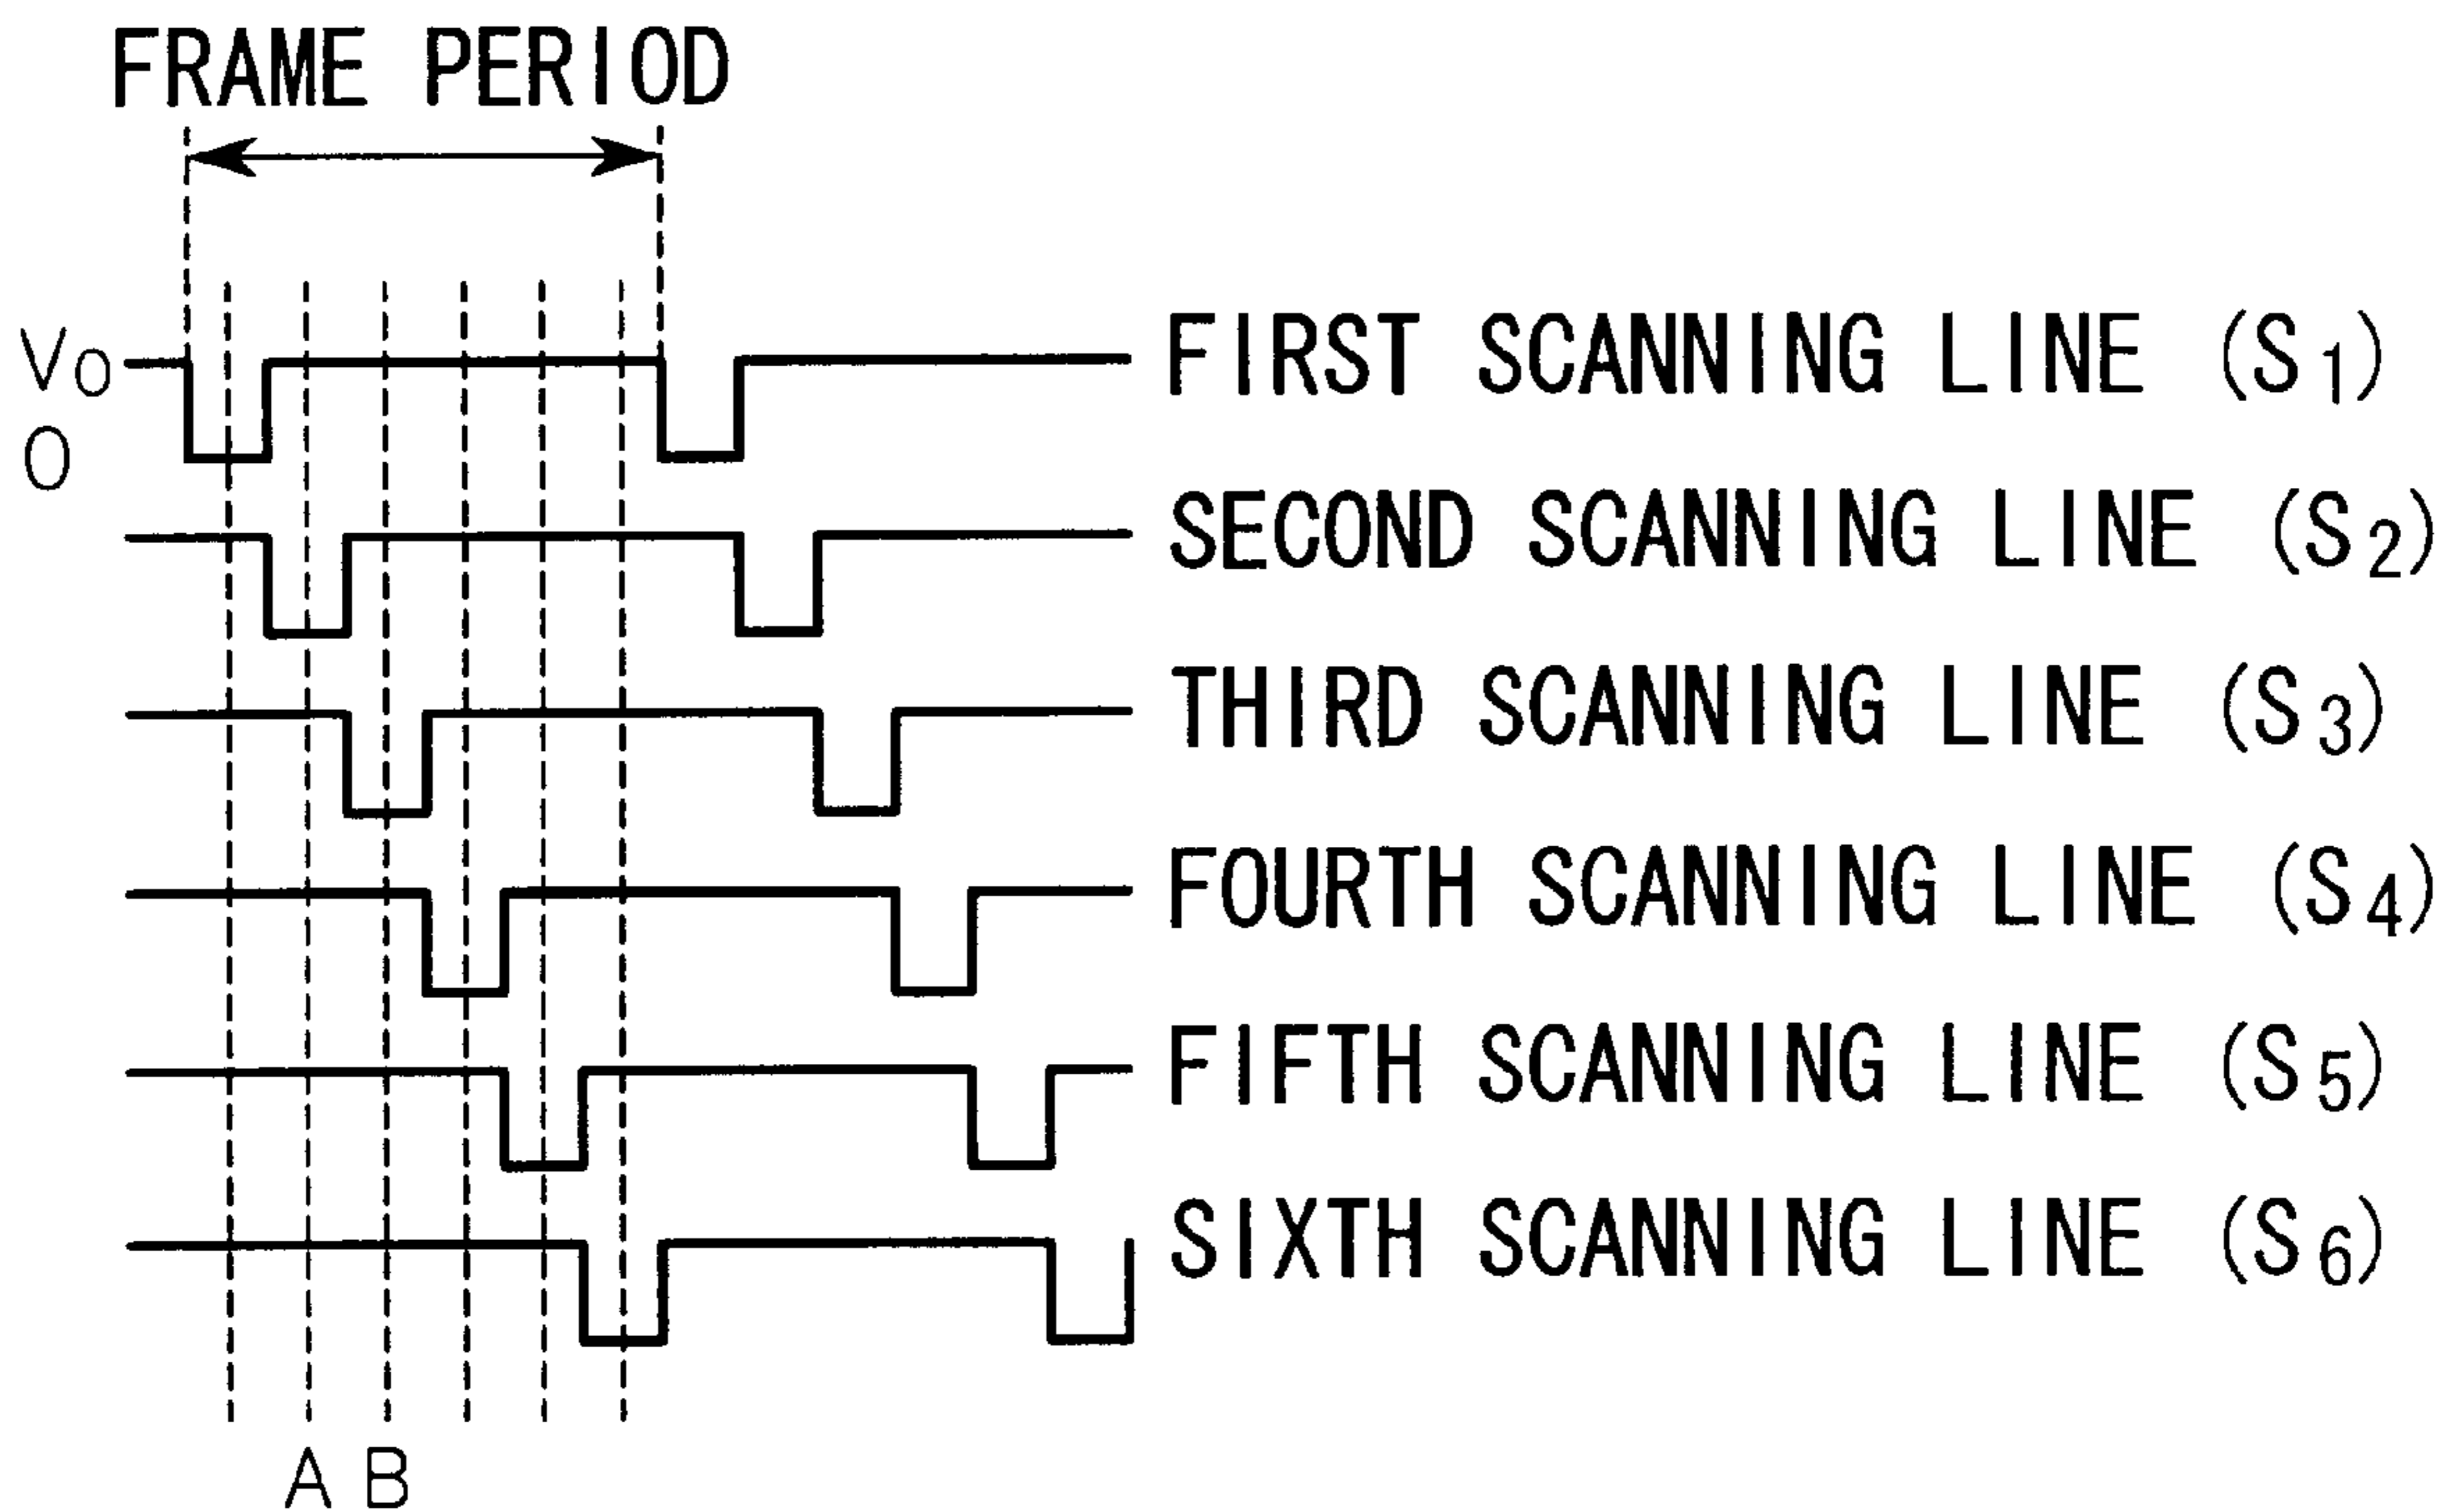 FRAME PERIOD
Vo
0
FIRST SCANNING LINE (S1)
SECOND SCANNING LINE (S2)
THIRD SCANNING LINE (S3)
FOURTH SCANNING LINE (S4)
FIFTH SCANNING LINE (S5)
SIXTH SCANNING LINE (S6)
A B